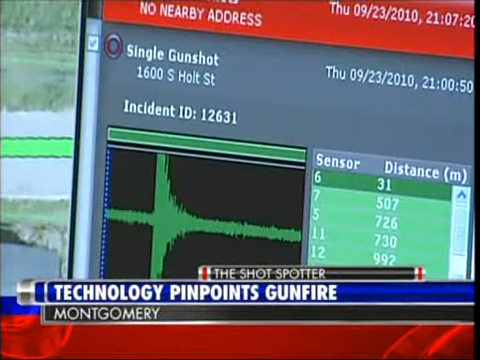 NO NEARBY ADDRESS
Thu 09/23/2010, 21:07:20
Single Gunshot
1600 S Holt St
Thu 09/23/2010, 21:00:50
Incident ID: 12631
Sensor Distance (m)
6 31
7 507
5 726
11 730
12 992
THE SHOT SPOTTER
TECHNOLOGY PINPOINTS GUNFIRE
MONTGOMERY